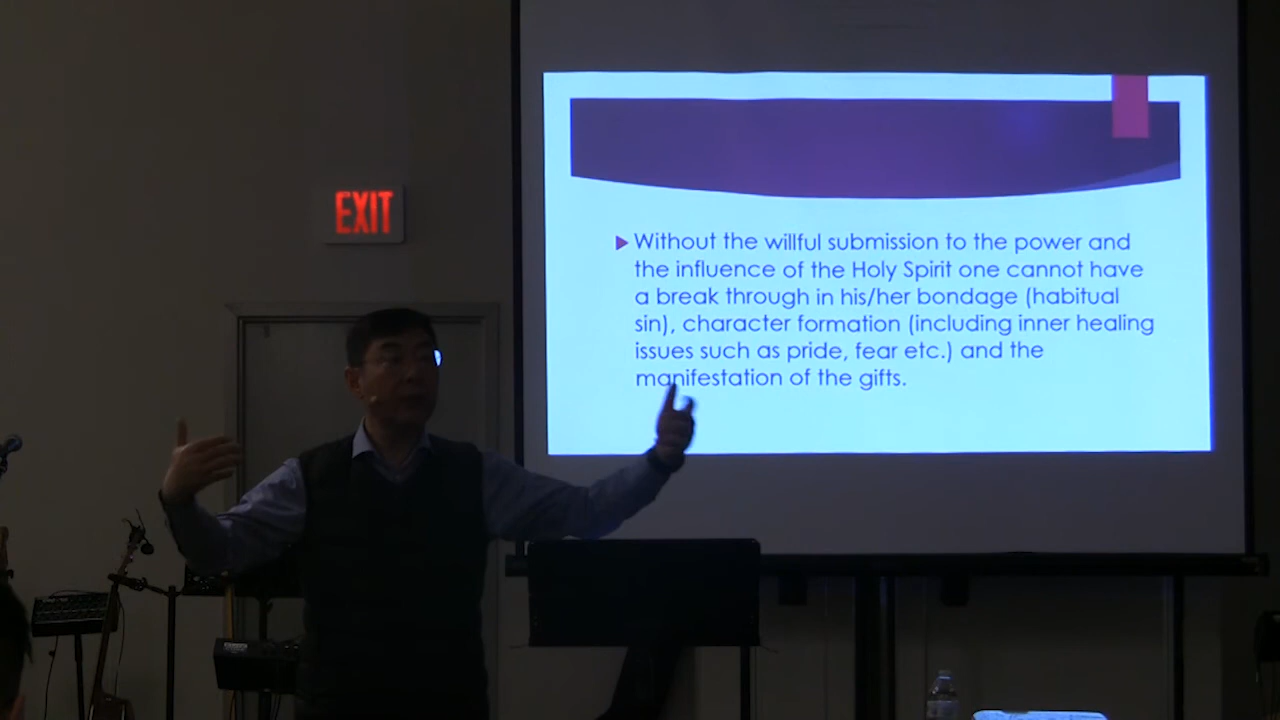 EXIT
Without the willful submission to the power and
the influence of the Holy Spirit one cannot have
a break through in his/her bondage (habitual
sin), character formation (including inner healing
issues such as pride, fear etc.) and the
manifestation of the gifts.